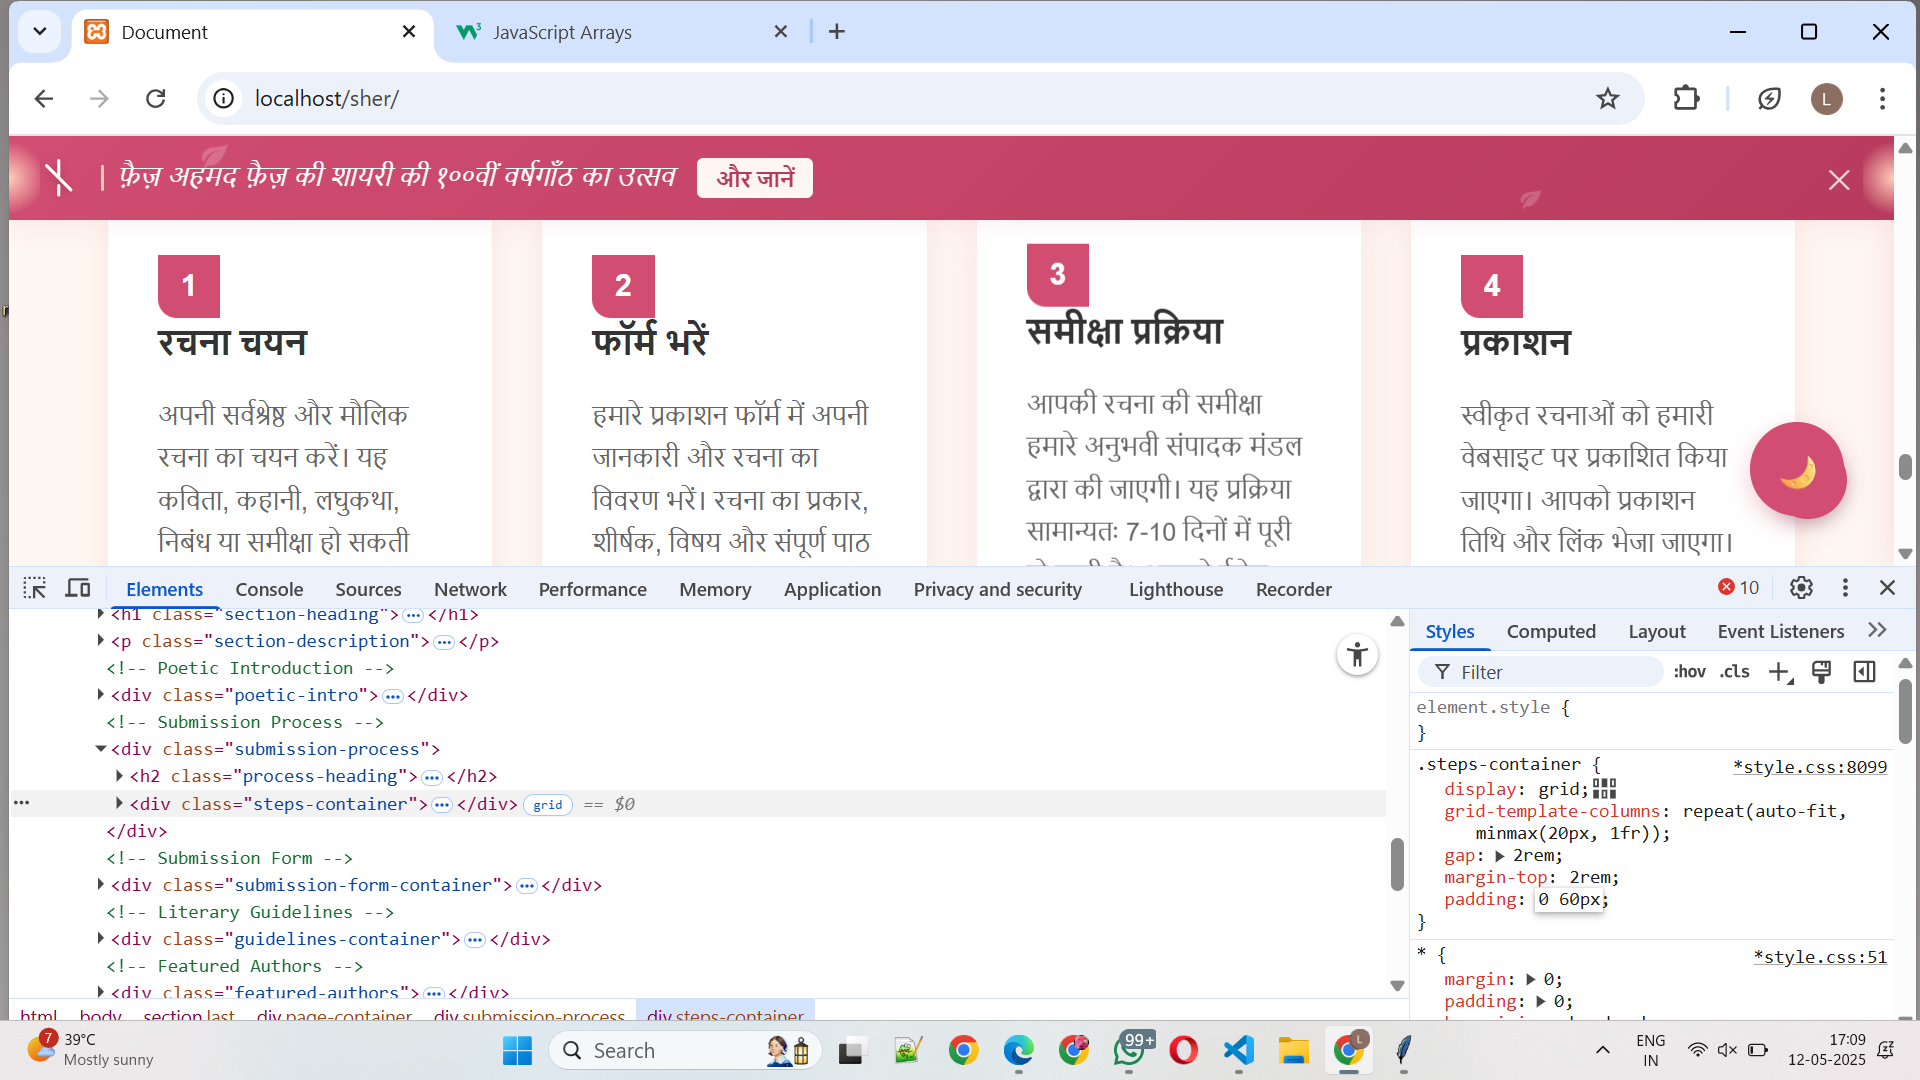 Document
JavaScript Arrays
localhost/sher/
L
| फ़ैज़ अहमद फ़ैज़ की शायरी की १००वीं वर्षगाँठ का उत्सव
और जानें
1
2
3
4
रचना चयन
फॉर्म भरें
समीक्षा प्रक्रिया
प्रकाशन
अपनी सर्वश्रेष्ठ और मौलिक
रचना का चयन करें। यह
कविता, कहानी, लघुकथा,
निबंध या समीक्षा हो सकती
हमारे प्रकाशन फॉर्म में अपनी
जानकारी और रचना का
विवरण भरें। रचना का प्रकार,
शीर्षक, विषय और संपूर्ण पाठ
आपकी रचना की समीक्षा
हमारे अनुभवी संपादक मंडल
द्वारा की जाएगी। यह प्रक्रिया
सामान्यतः 7-10 दिनों में पूरी
स्वीकृत रचनाओं को हमारी
वेबसाइट पर प्रकाशित किया
जाएगा। आपको प्रकाशन
तिथि और लिंक भेजा जाएगा।
Elements Console Sources Network Performance Memory Application Privacy and security Lighthouse Recorder
10
<h1 class="section-heading"> ... </h1>
<p class="section-description"> ... </p>
<!-- Poetic Introduction -->
<div class="poetic-intro"> ... </div>
<!-- Submission Process -->
<div class="submission-process">
<h2 class="process-heading"> ... </h2>
<div class="steps-container"> ... </div> grid == $0
</div>
<!-- Submission Form -->
<div class="submission-form-container"> ... </div>
<!-- Literary Guidelines -->
<div class="guidelines-container"> ... </div>
<!-- Featured Authors -->
<div class="featured-authors"> ... </div>
html body section.last div.page-container div.submission-process div.steps-container
Styles Computed Layout Event Listeners
Filter
:hov .cls
element.style {
}
.steps-container {
*style.css:8099
display: grid;
grid-template-columns: repeat(auto-fit,
minmax(20px, 1fr));
gap: 2rem;
margin-top: 2rem;
padding: 0 60px;
}
* {
*style.css:51
margin: 0;
padding: 0;
7
39°C
Mostly sunny
Search
99+
L
ENG
IN
17:09
12-05-2025